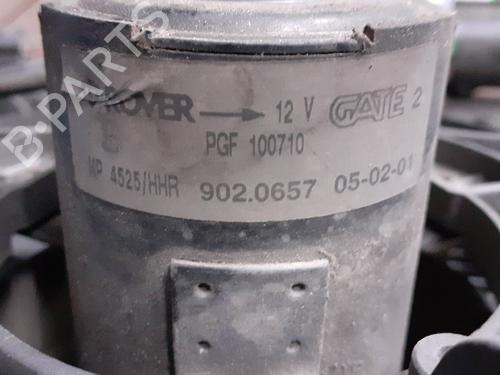 ROVER → 12 V GATE 2
PGF 100710
MP 4525/HHR 902.0657 05-02-01
B-PARTS